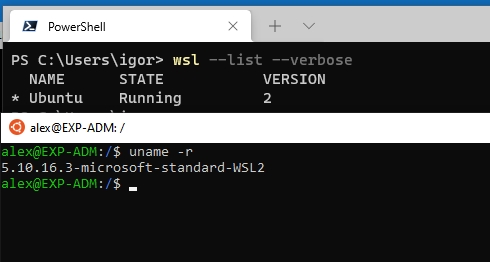 PowerShell
PS C:\Users\igor> wsl --list --verbose
  NAME      STATE           VERSION
* Ubuntu    Running         2
alex@EXP-ADM: /
alex@EXP-ADM:/$ uname -r
5.10.16.3-microsoft-standard-WSL2
alex@EXP-ADM:/$